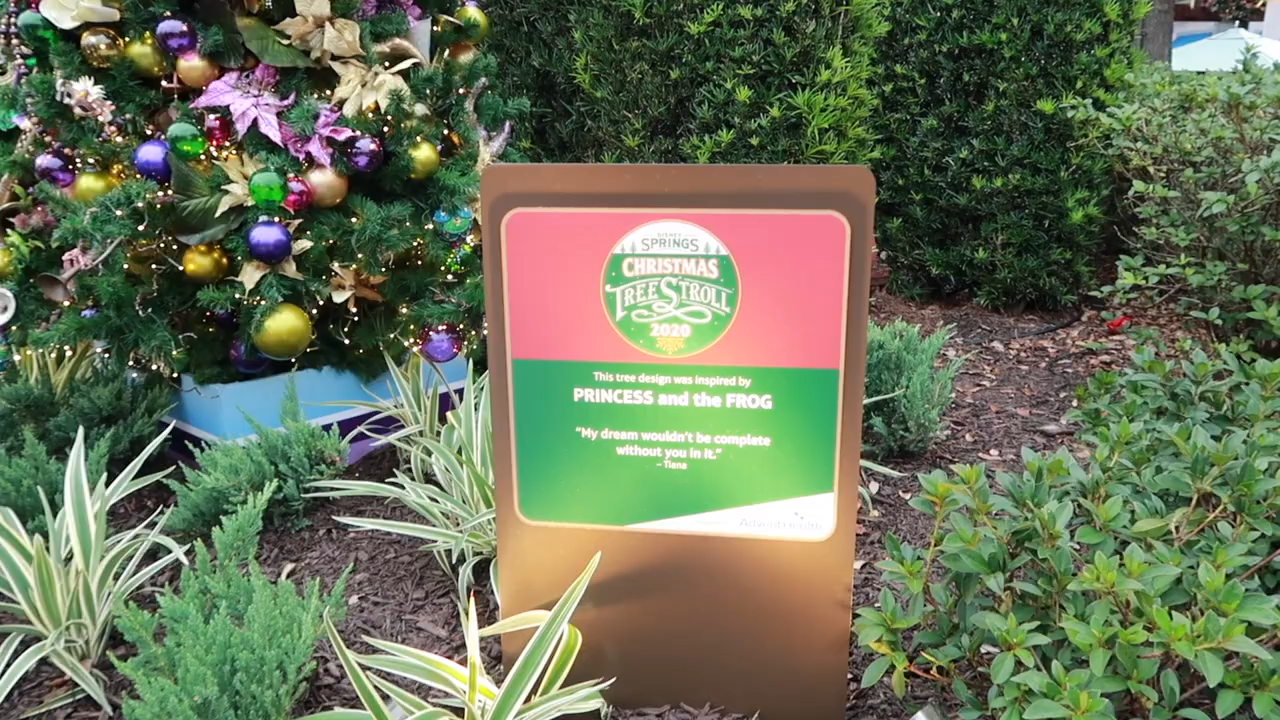 DISNEY
SPRINGS
CHRISTMAS
TREE STROLL
2020
This tree design was inspired by
PRINCESS and the FROG
"My dream wouldn't be complete
without you in it."
– Tiana
AdventHealth